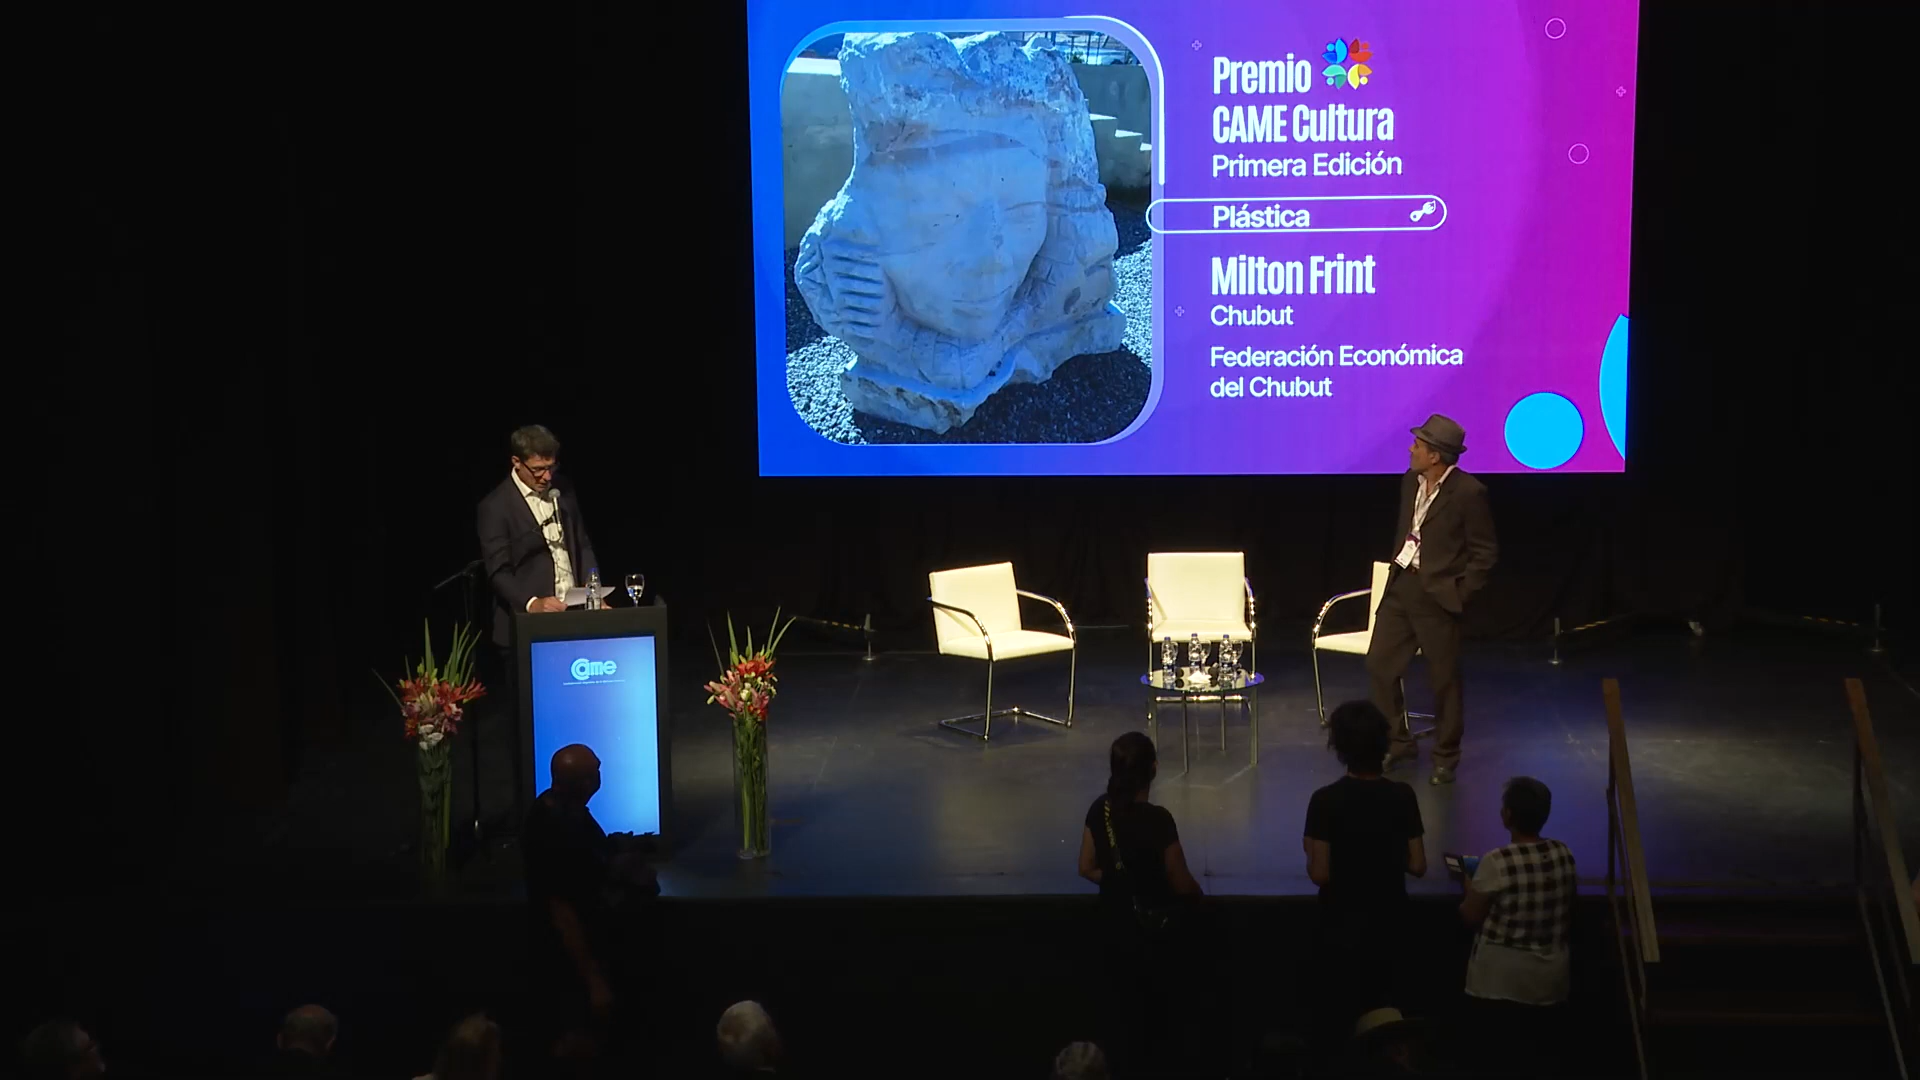 Premio
CAME Cultura
Primera Edición
Plástica
Milton Frint
Chubut
Federación Económica
del Chubut
came